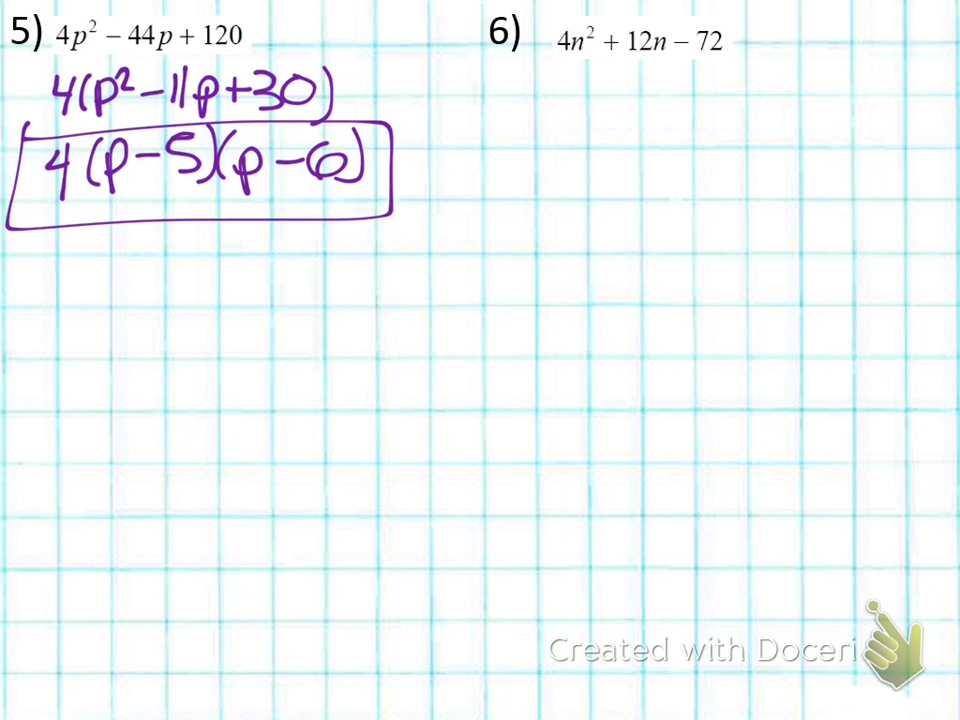 5) 4p² − 44p + 120
4(p² − 11p + 30)
4(p − 5)(p − 6)
6) 4n² + 12n − 72
Created with Doceri